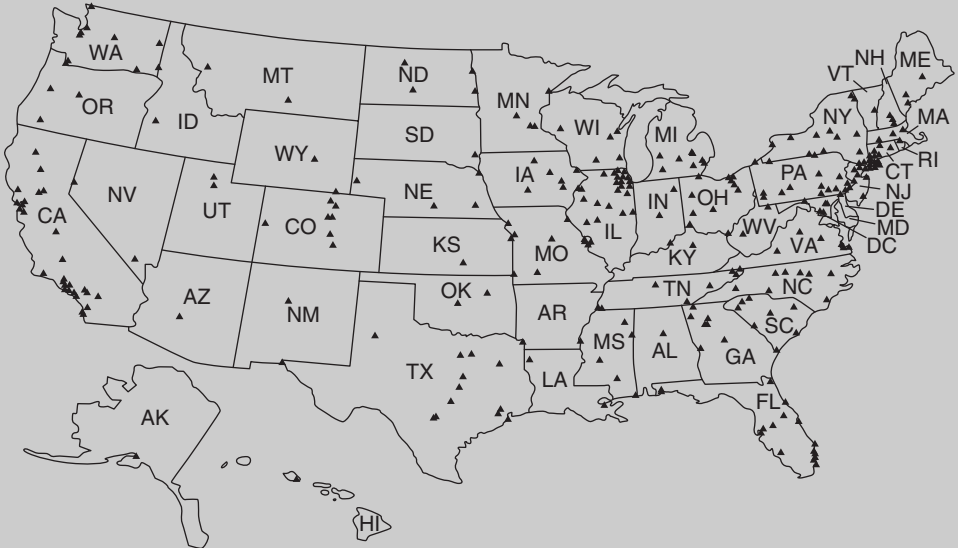 WA
MT
ND
MN
OR
ID
WY
SD
WI
MI
NH
VT
ME
NY
MA
RI
CT
NJ
DE
MD
DC
PA
NV
UT
CO
NE
IA
IL
IN
OH
WV
VA
CA
KS
MO
KY
AZ
NM
OK
AR
TN
NC
SC
TX
LA
MS
AL
GA
FL
AK
HI